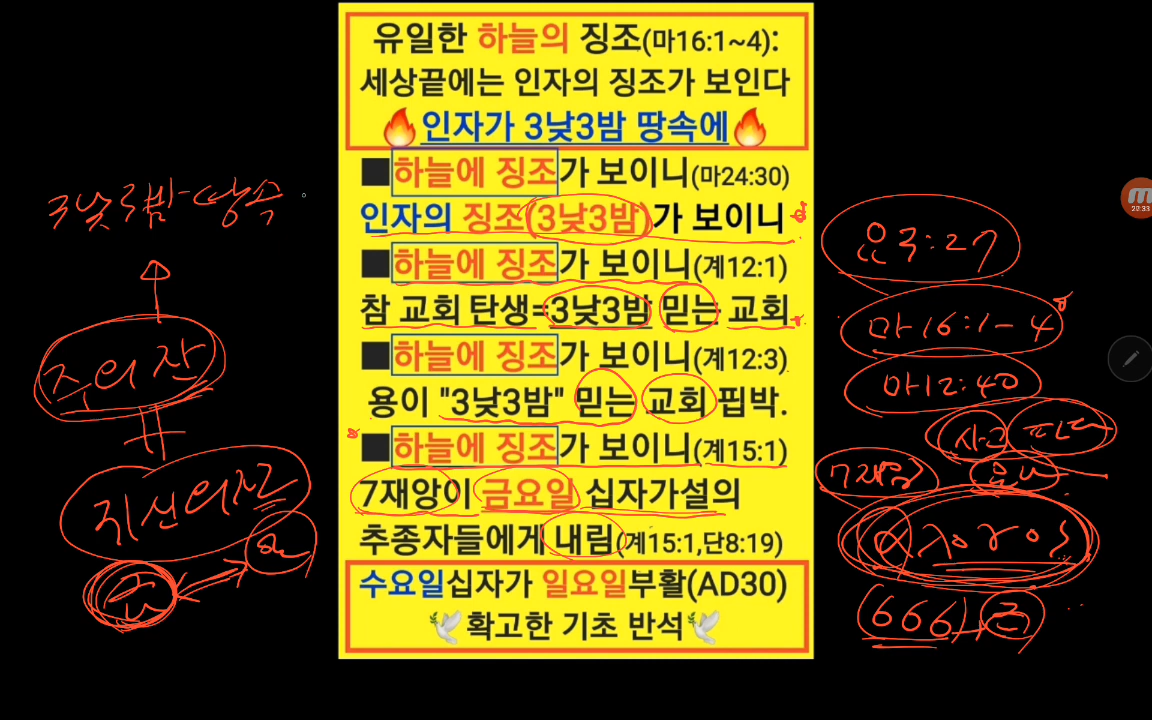 유일한 하늘의 징조(마16:1~4):
세상끝에는 인자의 징조가 보인다
🔥인자가 3낮3밤 땅속에🔥
■하늘에 징조가 보이니(마24:30)
인자의 징조(3낮3밤)가 보이니
■하늘에 징조가 보이니(계12:1)
참 교회 탄생=3낮3밤 믿는 교회
■하늘에 징조가 보이니(계12:3)
용이 "3낮3밤" 믿는 교회 핍박.
■하늘에 징조가 보이니(계15:1)
7재앙이 금요일 십자가설의
추종자들에게 내림(계15:1,단8:19)
수요일십자가 일요일부활(AD30)
🕊확고한 기초 반석🕊
3낮3밤-땅속
주의 잔
귀신의잔
요3:27
마16:1-4
마12:40
7재앙
666
22:33